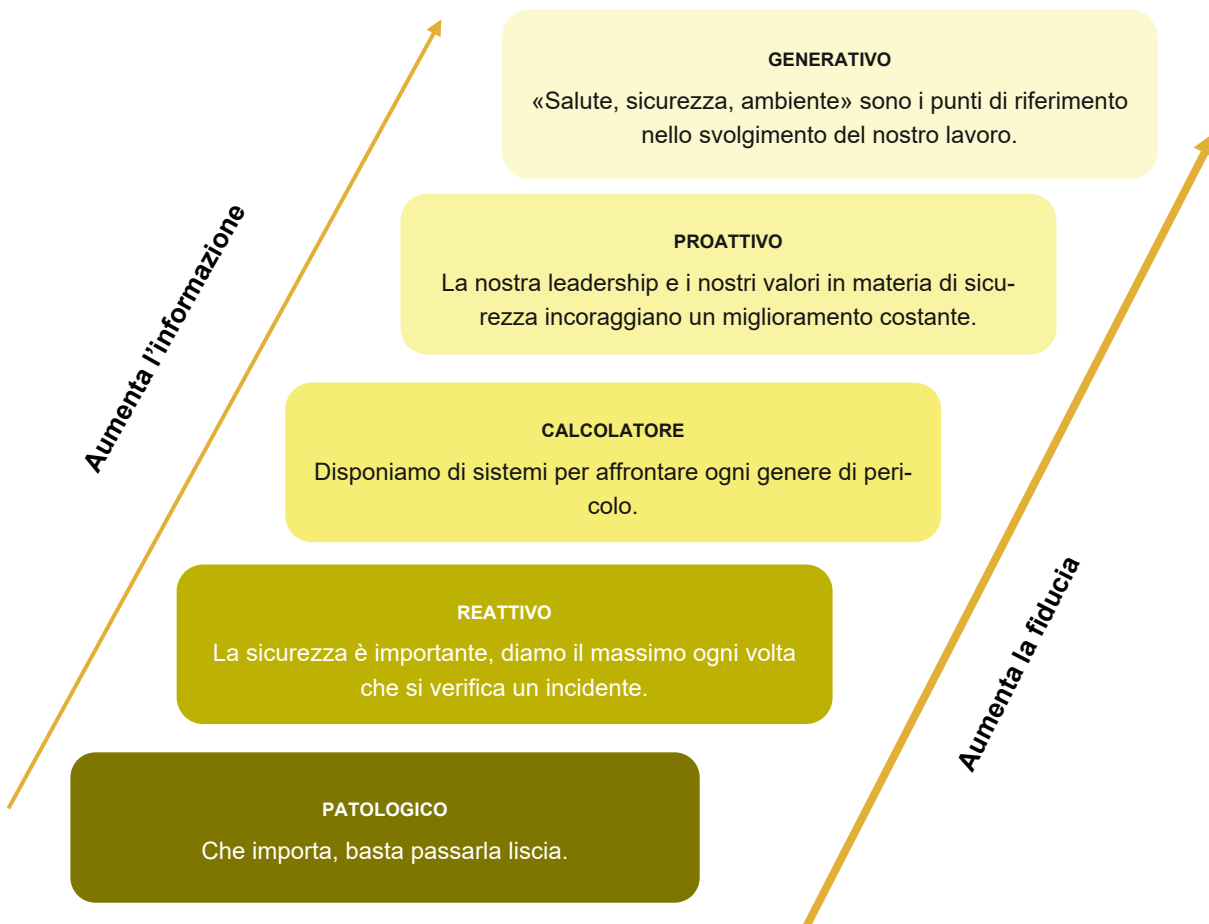 GENERATIVO
«Salute, sicurezza, ambiente» sono i punti di riferimento
nello svolgimento del nostro lavoro.
PROATTIVO
La nostra leadership e i nostri valori in materia di sicu-
rezza incoraggiano un miglioramento costante.
CALCOLATORE
Disponiamo di sistemi per affrontare ogni genere di peri-
colo.
REATTIVO
La sicurezza è importante, diamo il massimo ogni volta
che si verifica un incidente.
PATOLOGICO
Che importa, basta passarla liscia.
Aumenta l'informazione
Aumenta la fiducia